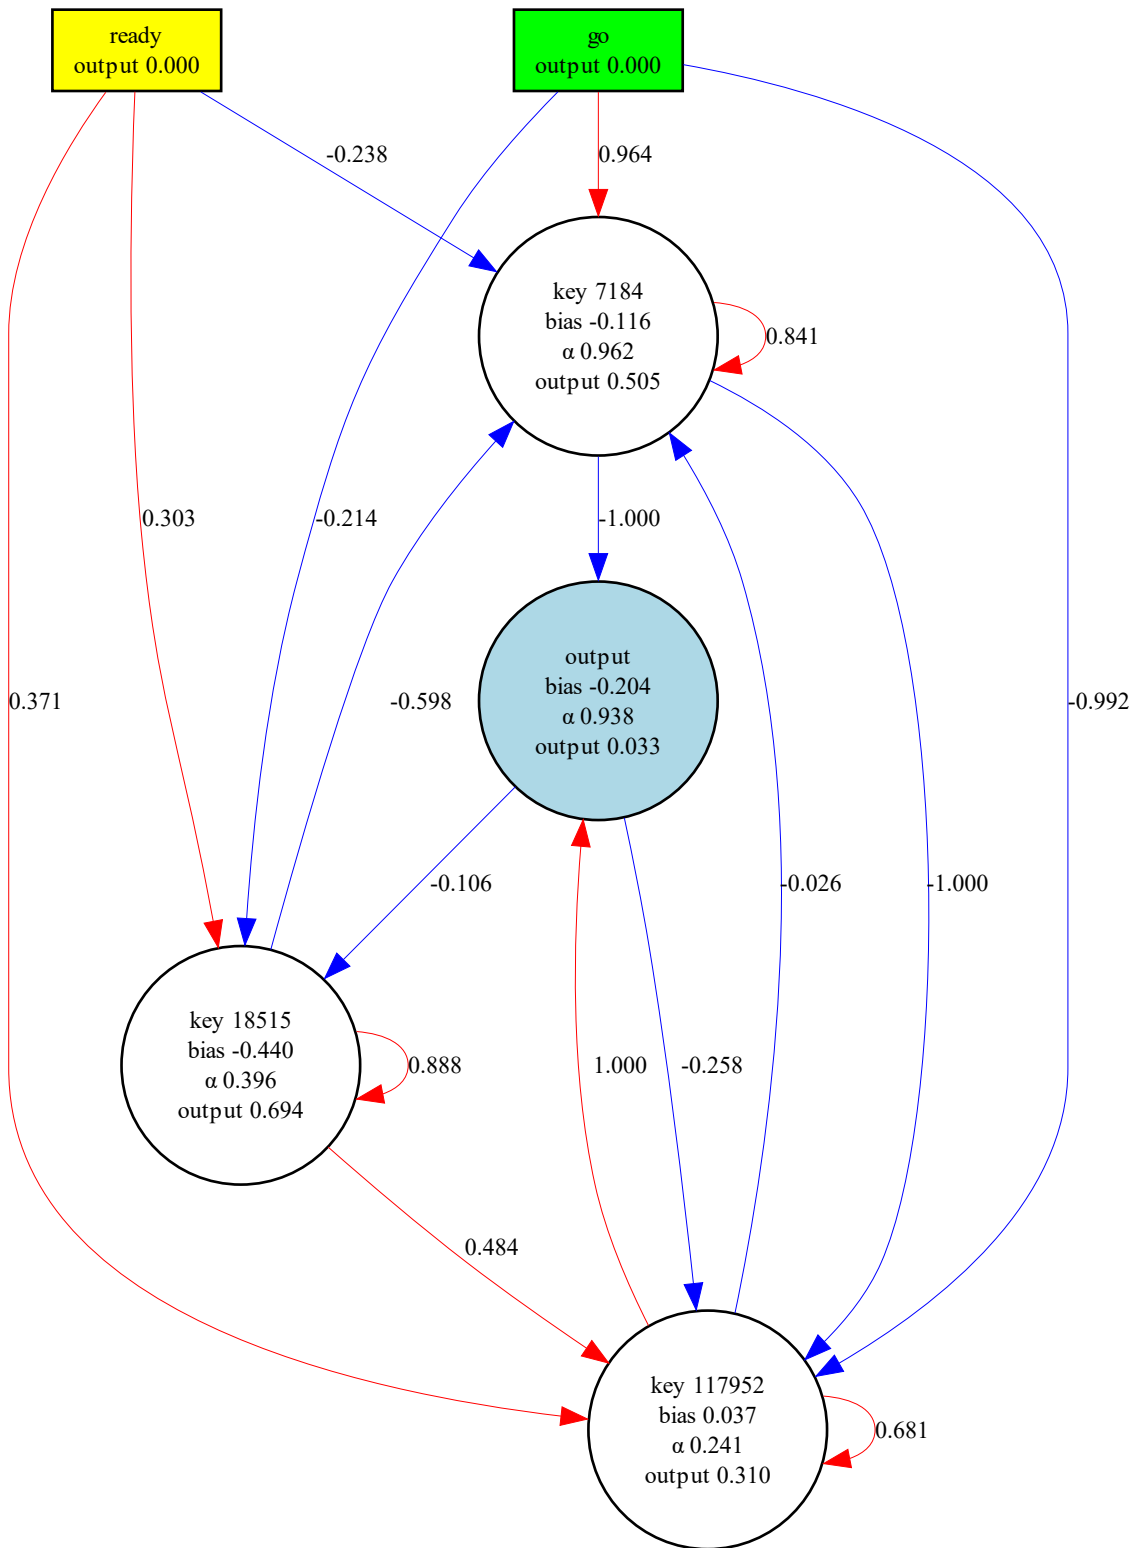 ready
output 0.000
go
output 0.000
-0.238
0.964
key 7184
bias -0.116
α 0.962
output 0.505
0.841
0.303
-0.214
-1.000
output
bias -0.204
α 0.938
output 0.033
0.371
-0.598
-0.992
-0.106
-0.026
-1.000
key 18515
bias -0.440
α 0.396
output 0.694
0.888
1.000
-0.258
0.484
key 117952
bias 0.037
α 0.241
output 0.310
0.681